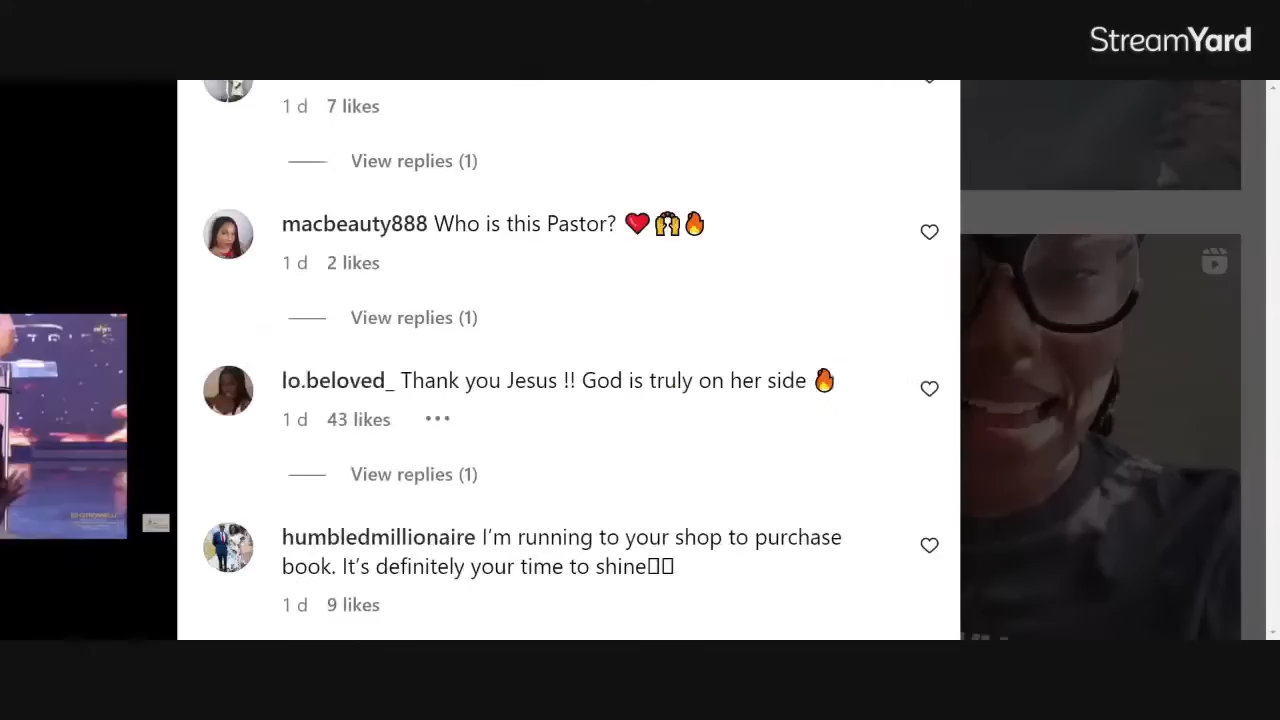 StreamYard
1 d 7 likes
View replies (1)
macbeauty888 Who is this Pastor? ❤️🙌🔥
1 d 2 likes
View replies (1)
lo.beloved_ Thank you Jesus !! God is truly on her side 🔥
1 d 43 likes •••
View replies (1)
humbledmillionaire I’m running to your shop to purchase
book. It’s definitely your time to shine▯▯
1 d 9 likes